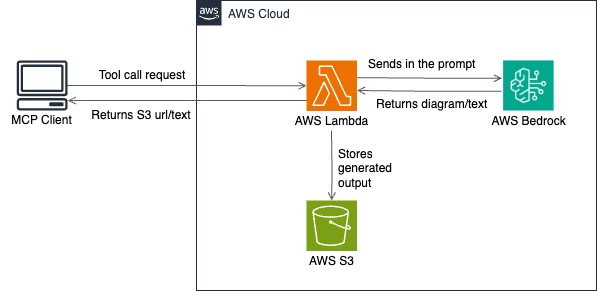 aws
AWS Cloud
Tool call request
Sends in the prompt
MCP Client
Returns S3 url/text
AWS Lambda
Returns diagram/text
AWS Bedrock
Stores
generated
output
AWS S3